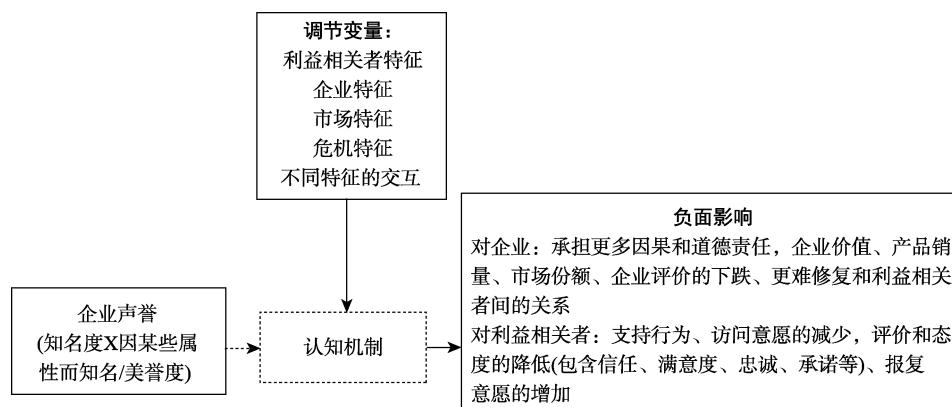 调节变量：
利益相关者特征
企业特征
市场特征
危机特征
不同特征的交互
负面影响
对企业：承担更多因果和道德责任，企业价值、产品销
量、市场份额、企业评价的下跌、更难修复和利益相关
者间的关系
对利益相关者：支持行为、访问意愿的减少，评价和态
度的降低(包含信任、满意度、忠诚、承诺等)、报复
意愿的增加
企业声誉
(知名度X因某些属
性而知名/美誉度)
认知机制